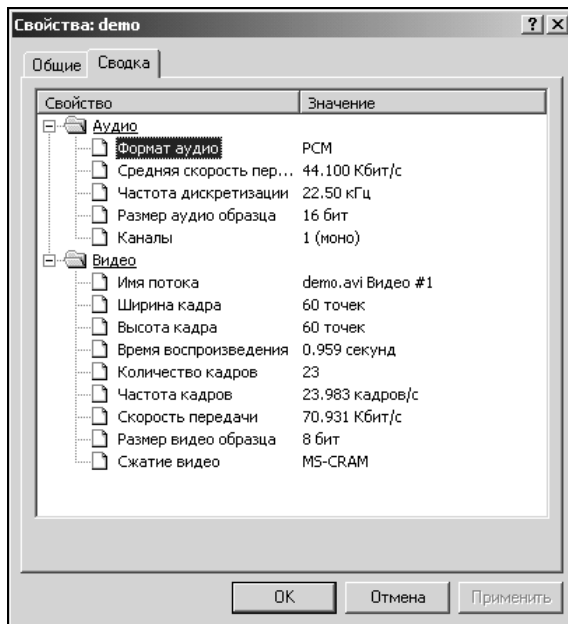 Свойства: demo
Общие Сводка
Свойство Значение
Аудио
Формат аудио PCM
Средняя скорость пер... 44.100 Кбит/с
Частота дискретизации 22.50 кГц
Размер аудио образца 16 бит
Каналы 1 (моно)
Видео
Имя потока demo.avi Видео #1
Ширина кадра 60 точек
Высота кадра 60 точек
Время воспроизведения 0.959 секунд
Количество кадров 23
Частота кадров 23.983 кадров/с
Скорость передачи 70.931 Кбит/с
Размер видео образца 8 бит
Сжатие видео MS-CRAM
OK Отмена Применить